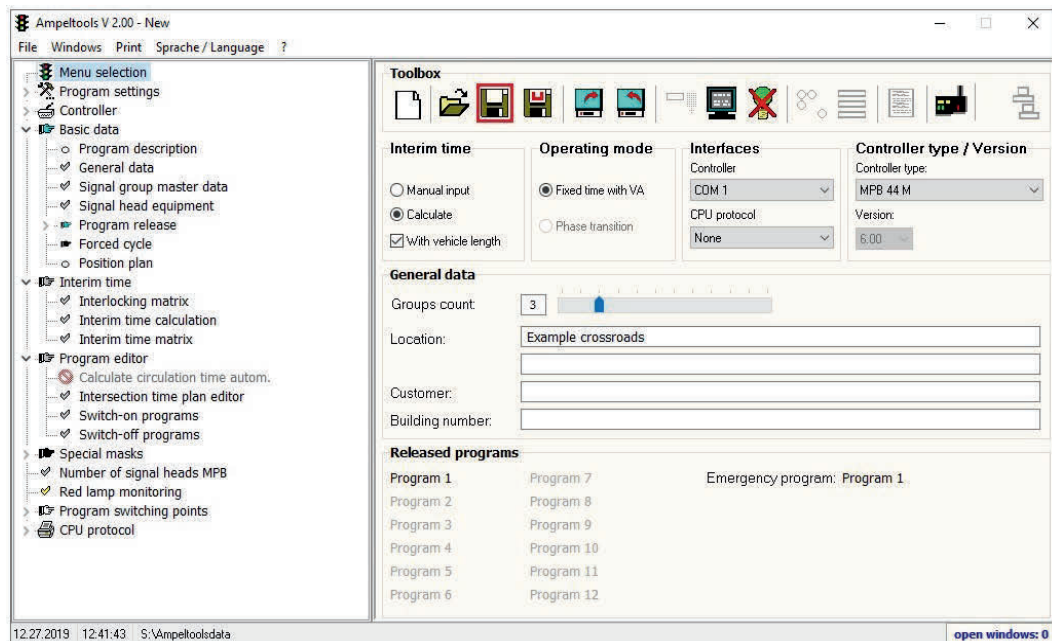 Ampeltools V 2.00 - New
File Windows Print Sprache / Language ?
Menu selection
Program settings
Controller
Basic data
Program description
General data
Signal group master data
Signal head equipment
Program release
Forced cycle
Position plan
Interim time
Interlocking matrix
Interim time calculation
Interim time matrix
Program editor
Calculate circulation time autom.
Intersection time plan editor
Switch-on programs
Switch-off programs
Special masks
Number of signal heads MPB
Red lamp monitoring
Program switching points
CPU protocol
Toolbox
Interim time
Manual input
Calculate
With vehicle length
Operating mode
Fixed time with VA
Phase transition
Interfaces
Controller
COM 1
CPU protocol
None
Controller type / Version
Controller type:
MPB 44 M
Version:
6.00
General data
Groups count: 3
Location: Example crossroads
Customer:
Building number:
Released programs
Program 1 Program 7 Emergency program: Program 1
Program 2 Program 8
Program 3 Program 9
Program 4 Program 10
Program 5 Program 11
Program 6 Program 12
12.27.2019 12:41:43 S:\Ampeltoolsdata open windows: 0